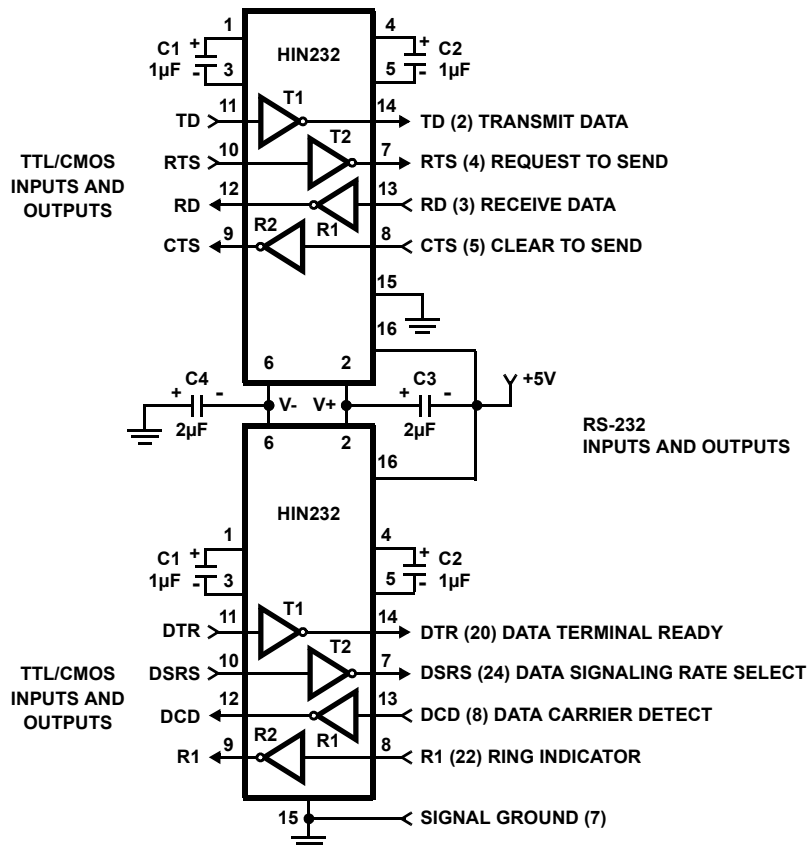 1
4
C1 +
1µF -
3
HIN232
+ C2
- 1µF
5
T1
11
TD
14
TD (2) TRANSMIT DATA
T2
10
RTS
7
RTS (4) REQUEST TO SEND
TTL/CMOS
INPUTS AND
OUTPUTS
12
RD
13
RD (3) RECEIVE DATA
R2
R1
9
CTS
8
CTS (5) CLEAR TO SEND
15
16
6
2
C4
+ -
2µF
V-
V+
C3
+ -
2µF
+5V
RS-232
INPUTS AND OUTPUTS
6
2
16
HIN232
1
4
C1 +
1µF -
3
+ C2
- 1µF
5
T1
11
DTR
14
DTR (20) DATA TERMINAL READY
T2
10
DSRS
7
DSRS (24) DATA SIGNALING RATE SELECT
TTL/CMOS
INPUTS AND
OUTPUTS
12
DCD
13
DCD (8) DATA CARRIER DETECT
R2
R1
9
R1
8
R1 (22) RING INDICATOR
15
SIGNAL GROUND (7)